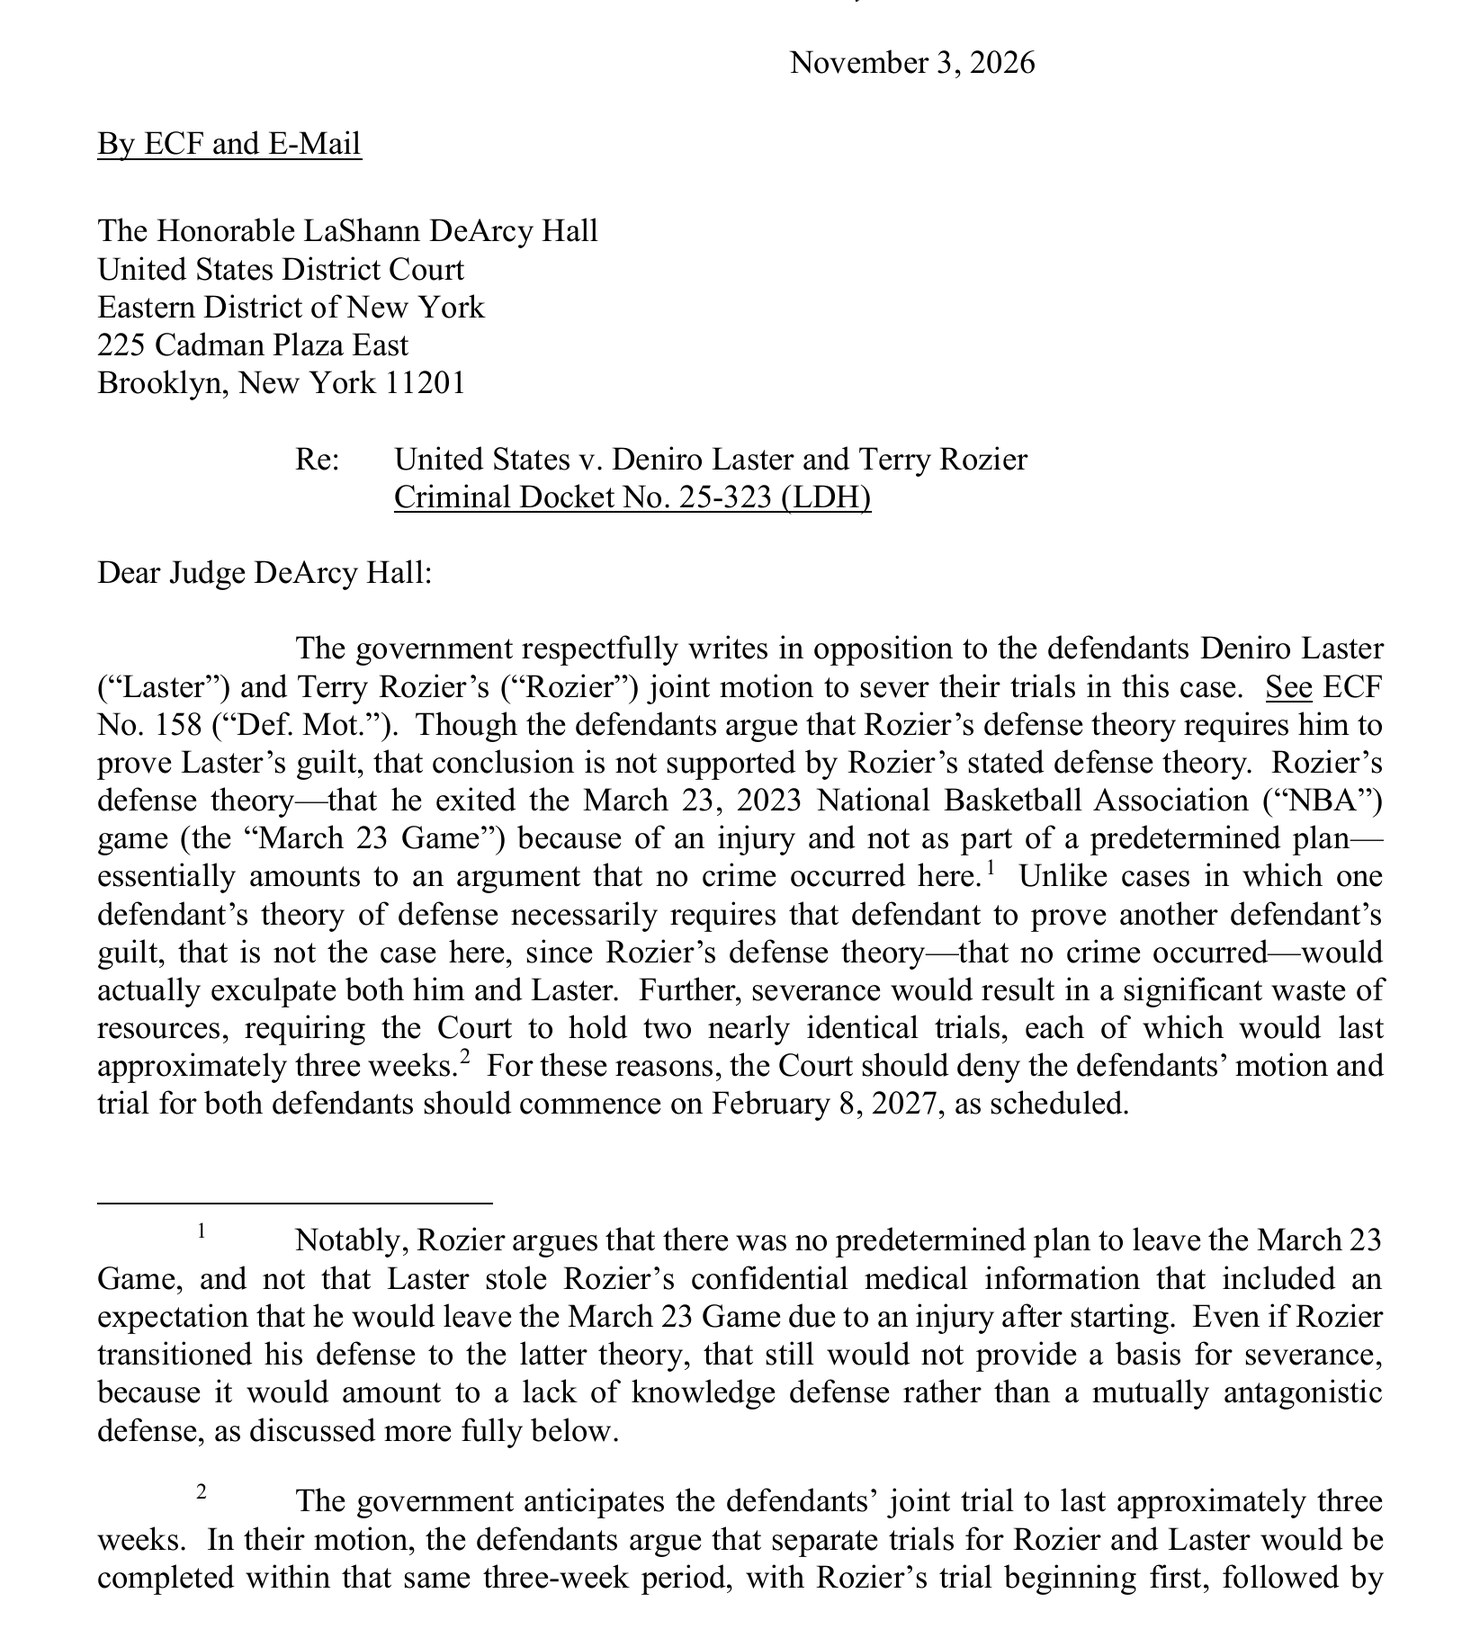 November 3, 2026
By ECF and E-Mail
The Honorable LaShann DeArcy Hall
United States District Court
Eastern District of New York
225 Cadman Plaza East
Brooklyn, New York 11201
Re: United States v. Deniro Laster and Terry Rozier
Criminal Docket No. 25-323 (LDH)
Dear Judge DeArcy Hall:
The government respectfully writes in opposition to the defendants Deniro Laster
(“Laster”) and Terry Rozier’s (“Rozier”) joint motion to sever their trials in this case. See ECF
No. 158 (“Def. Mot.”). Though the defendants argue that Rozier’s defense theory requires him to
prove Laster’s guilt, that conclusion is not supported by Rozier’s stated defense theory. Rozier’s
defense theory—that he exited the March 23, 2023 National Basketball Association (“NBA”)
game (the “March 23 Game”) because of an injury and not as part of a predetermined plan—
essentially amounts to an argument that no crime occurred here.1 Unlike cases in which one
defendant’s theory of defense necessarily requires that defendant to prove another defendant’s
guilt, that is not the case here, since Rozier’s defense theory—that no crime occurred—would
actually exculpate both him and Laster. Further, severance would result in a significant waste of
resources, requiring the Court to hold two nearly identical trials, each of which would last
approximately three weeks.2 For these reasons, the Court should deny the defendants’ motion and
trial for both defendants should commence on February 8, 2027, as scheduled.
1 Notably, Rozier argues that there was no predetermined plan to leave the March 23
Game, and not that Laster stole Rozier’s confidential medical information that included an
expectation that he would leave the March 23 Game due to an injury after starting. Even if Rozier
transitioned his defense to the latter theory, that still would not provide a basis for severance,
because it would amount to a lack of knowledge defense rather than a mutually antagonistic
defense, as discussed more fully below.
2 The government anticipates the defendants’ joint trial to last approximately three
weeks. In their motion, the defendants argue that separate trials for Rozier and Laster would be
completed within that same three-week period, with Rozier’s trial beginning first, followed by